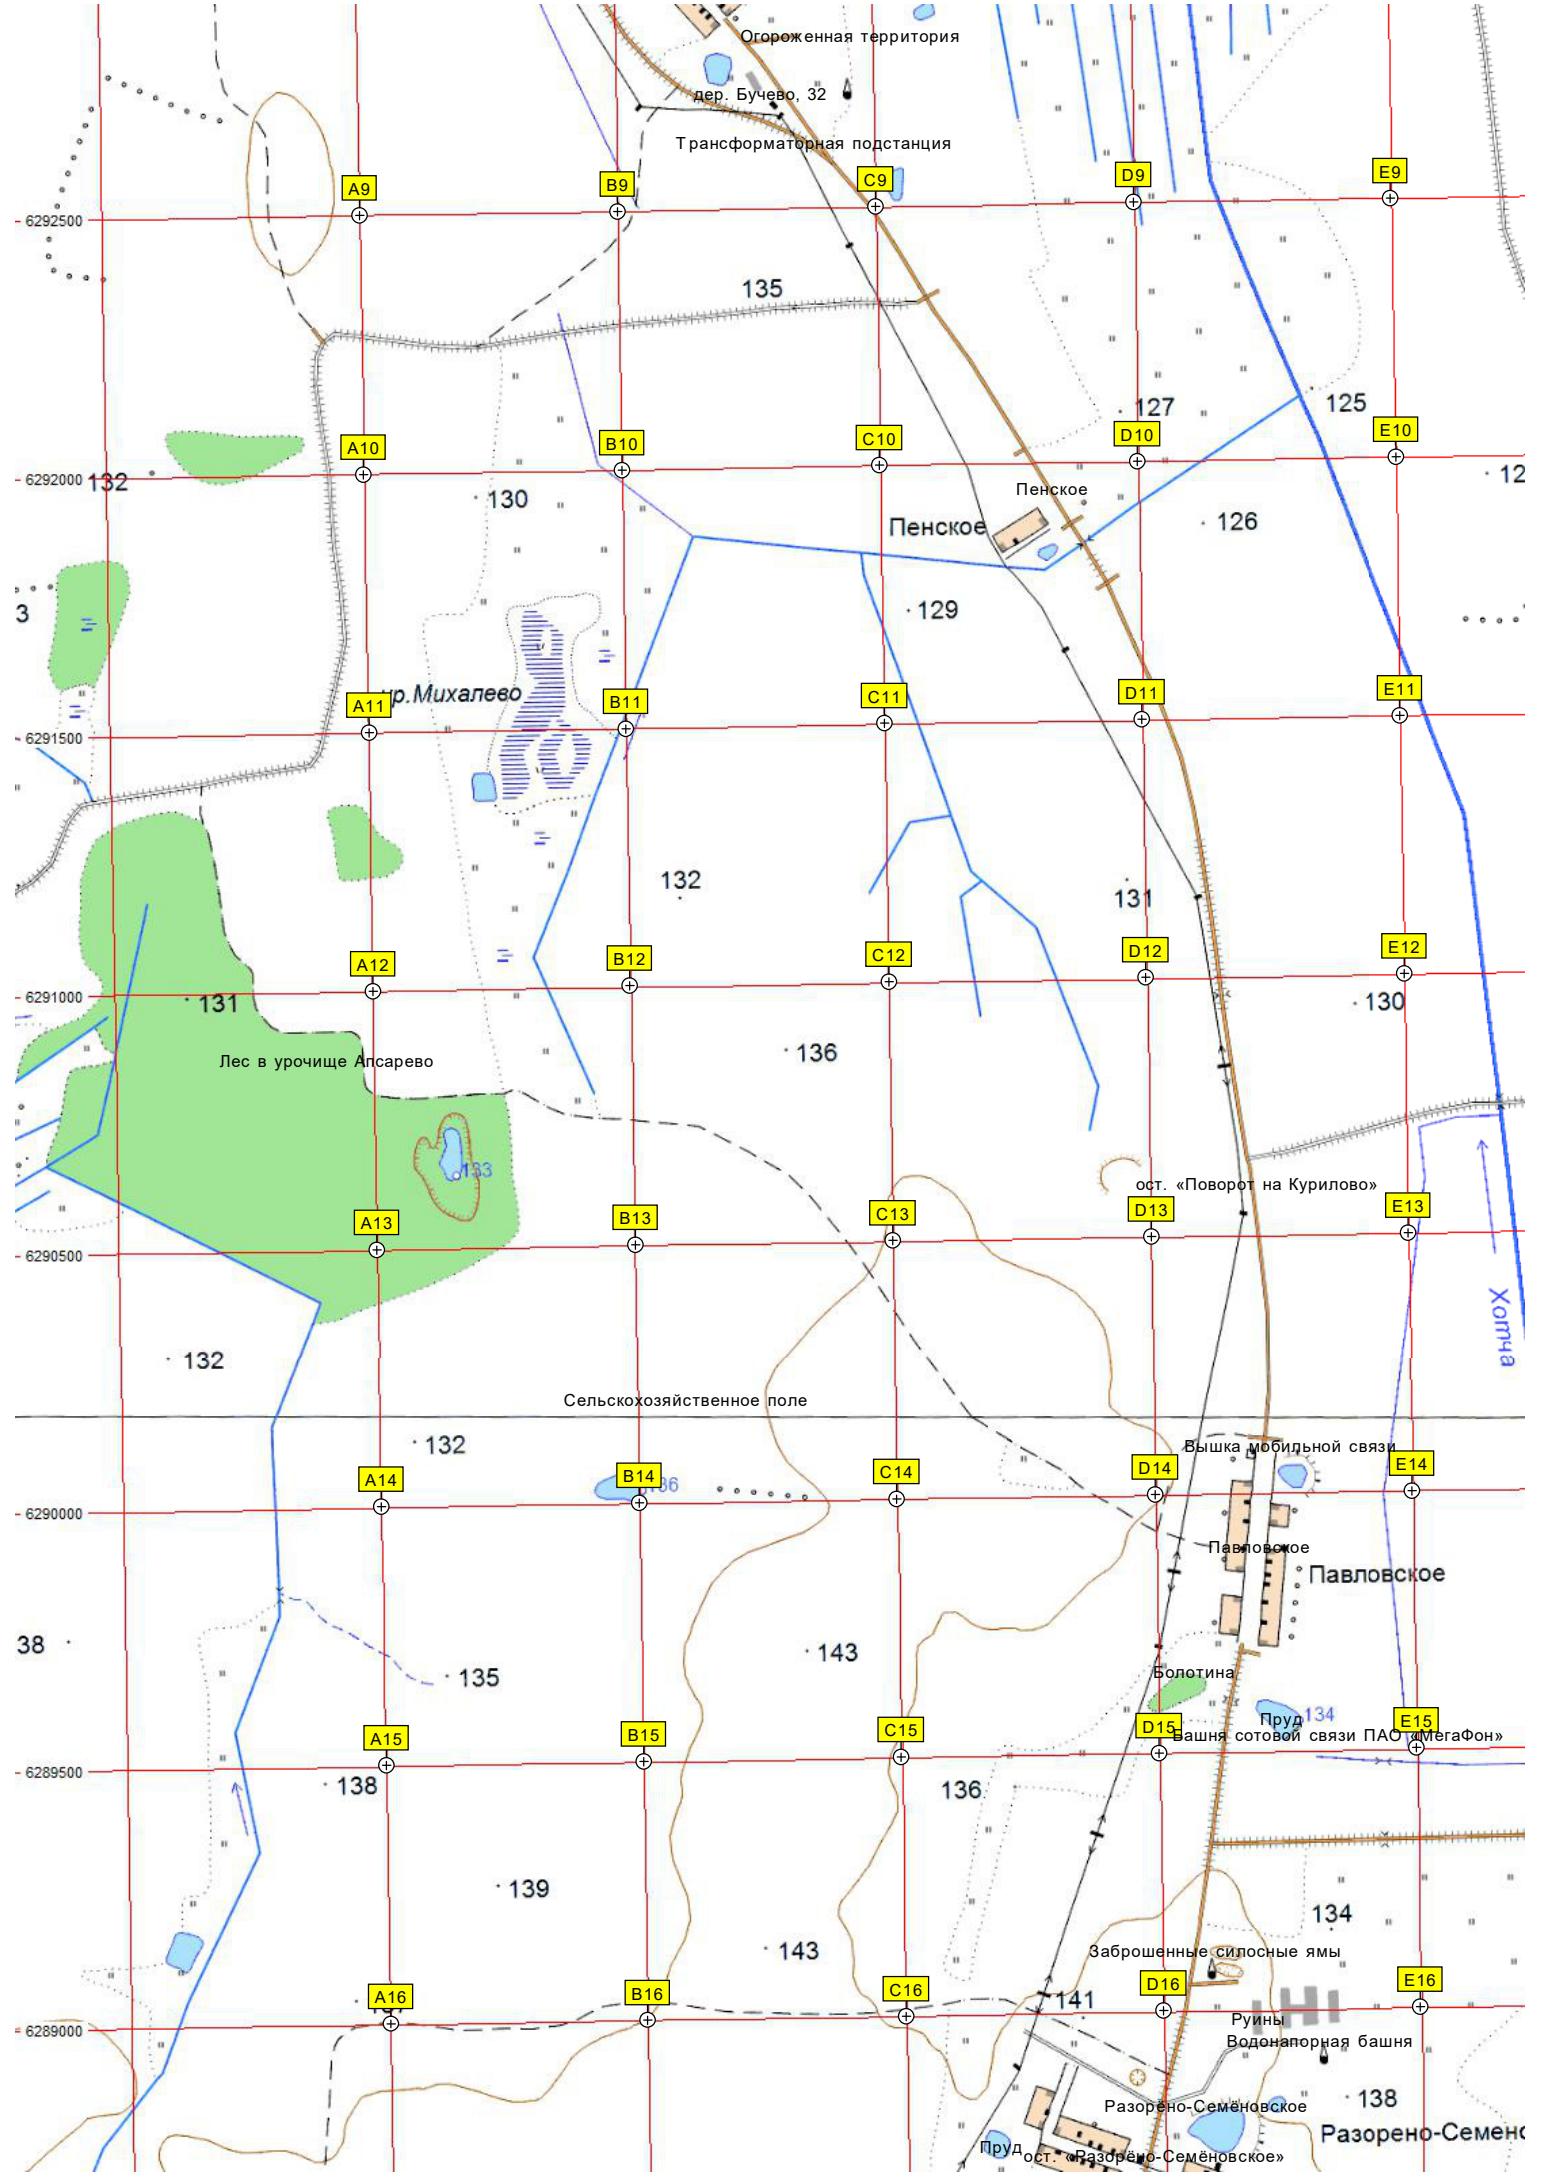 Огороженная территория
дер. Бучево, 32
Трансформаторная подстанция
A9
B9
C9
D9
E9
6292500
135
127
125
A10
B10
C10
D10
E10
6292000
132
130
Пенское
12
Пенское
126
3
129
ур.Михалево
A11
B11
C11
D11
E11
6291500
132
131
A12
B12
C12
D12
E12
6291000
131
130
136
Лес в урочище Апсарево
133
ост. «Поворот на Курилово»
A13
B13
C13
D13
E13
6290500
Хотча
132
Сельскохозяйственное поле
132
Вышка мобильной связи
A14
B14
C14
D14
E14
36
6290000
Павловское
Павловское
38
143
135
Болотина
Пруд
134
A15
B15
C15
D15
E15
Башня сотовой связи ПАО «МегаФон»
6289500
138
136
139
134
143
Заброшенные силосные ямы
A16
B16
C16
D16
E16
141
6289000
Руины
Водонапорная башня
138
Разорёно-Семёновское
Разорено-Семено
Пруд
ост. «Разорёно-Семёновское»